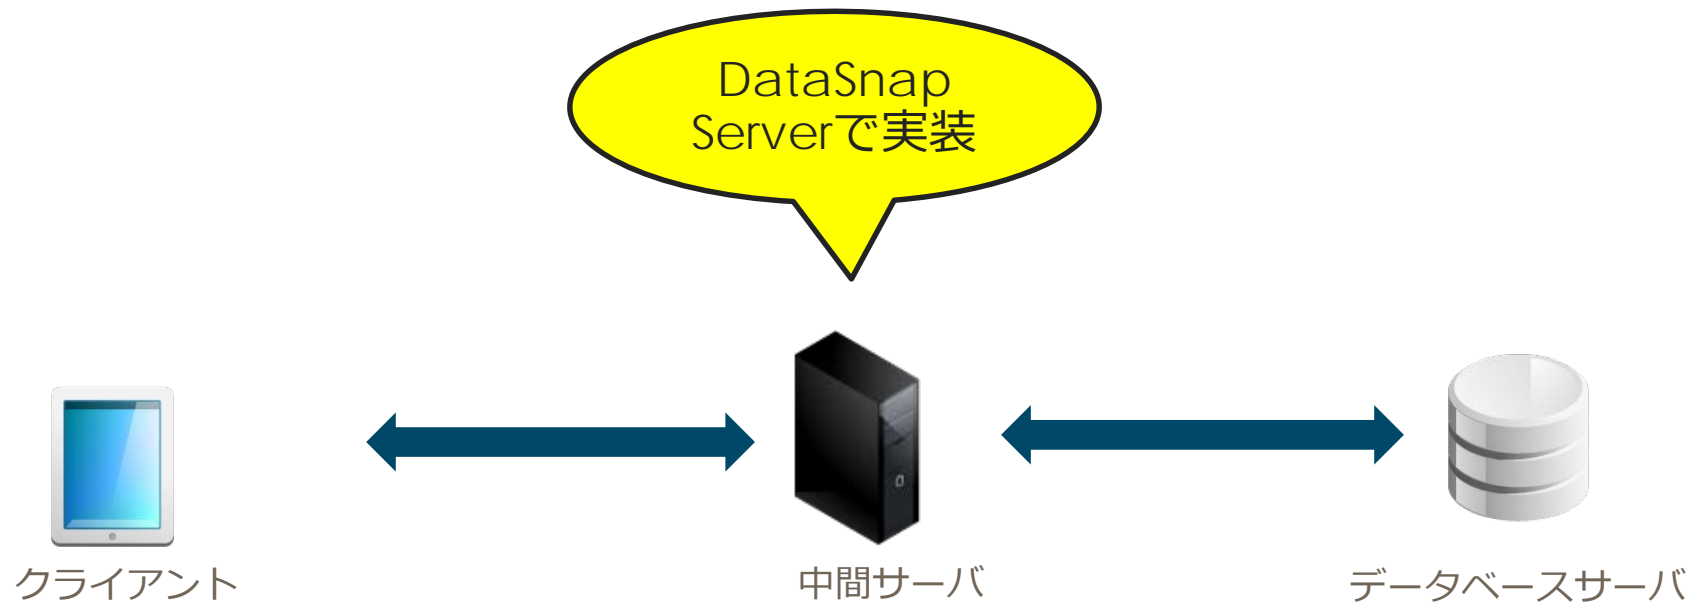 DataSnap
Serverで実装
クライアント
中間サーバ
データベースサーバ